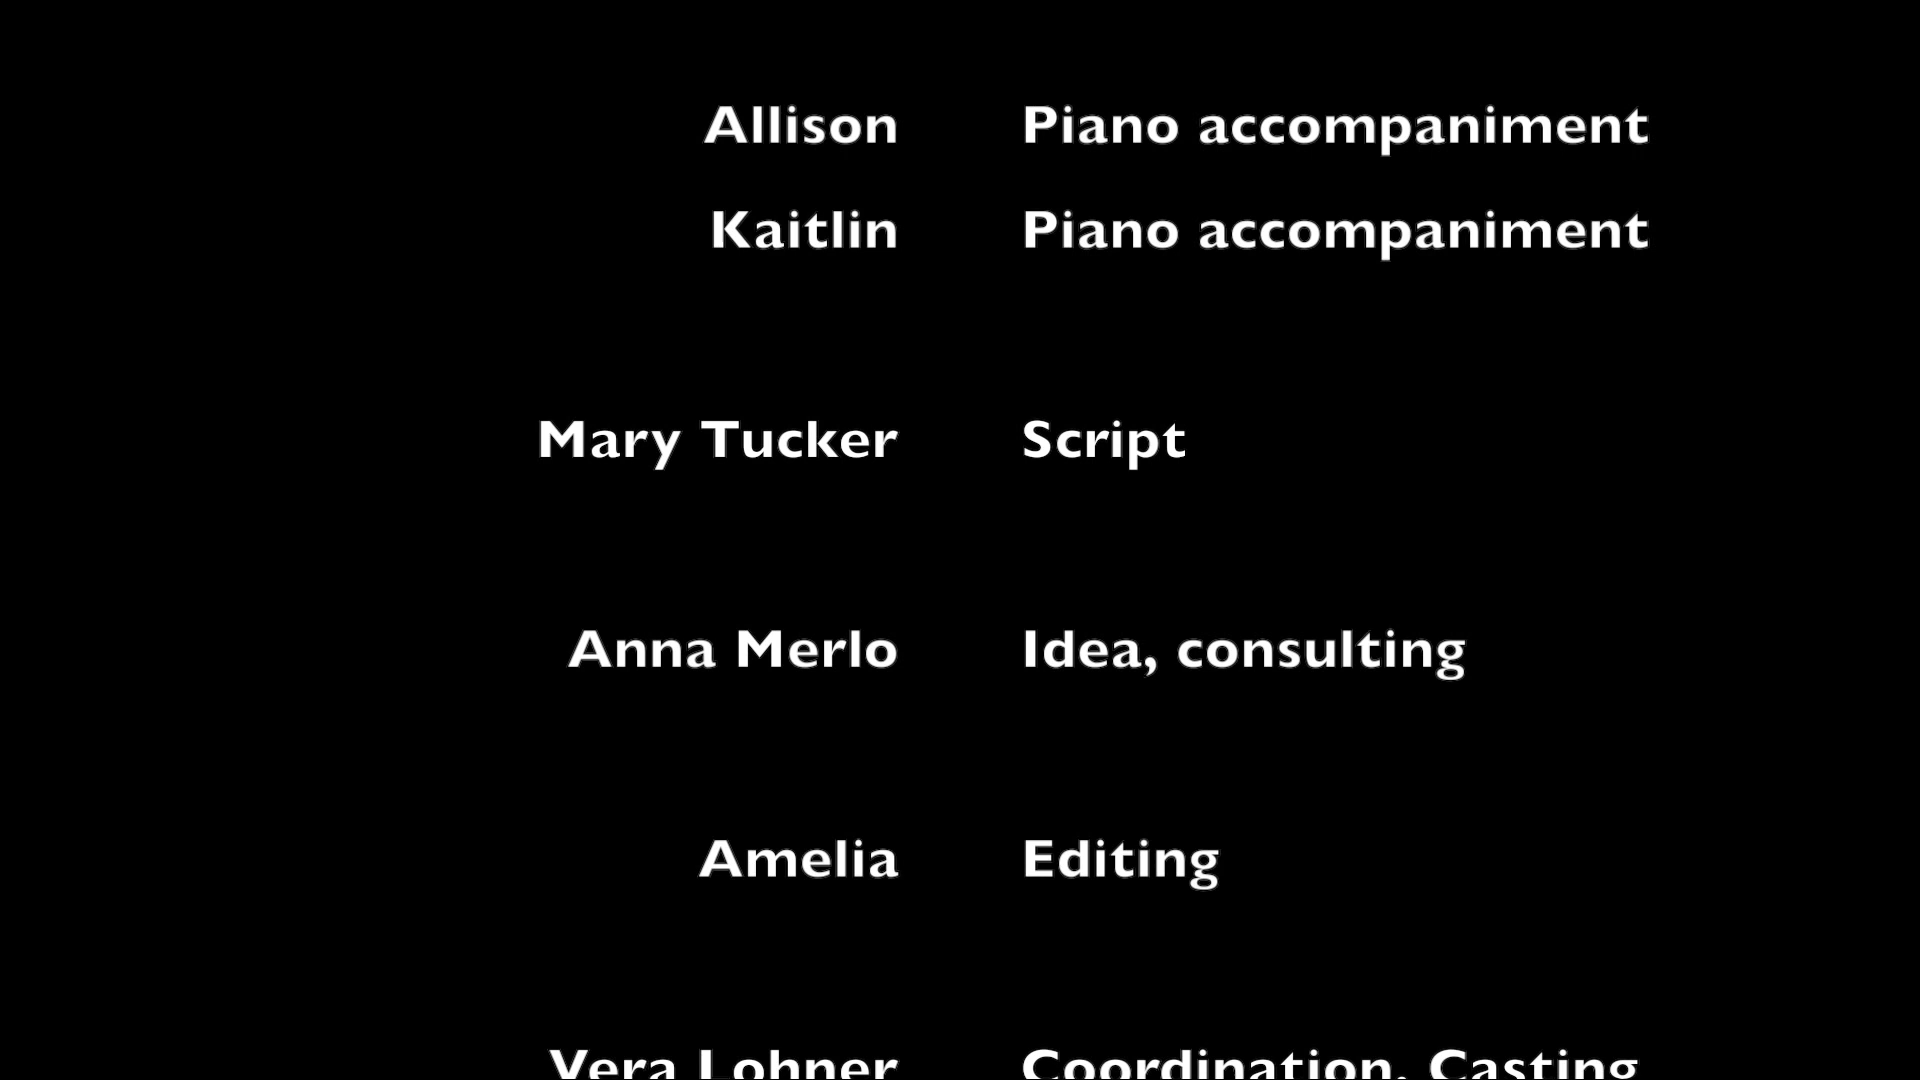 Allison Piano accompaniment
Kaitlin Piano accompaniment
Mary Tucker Script
Anna Merlo Idea, consulting
Amelia Editing
Vera Lohner Coordination, Casting